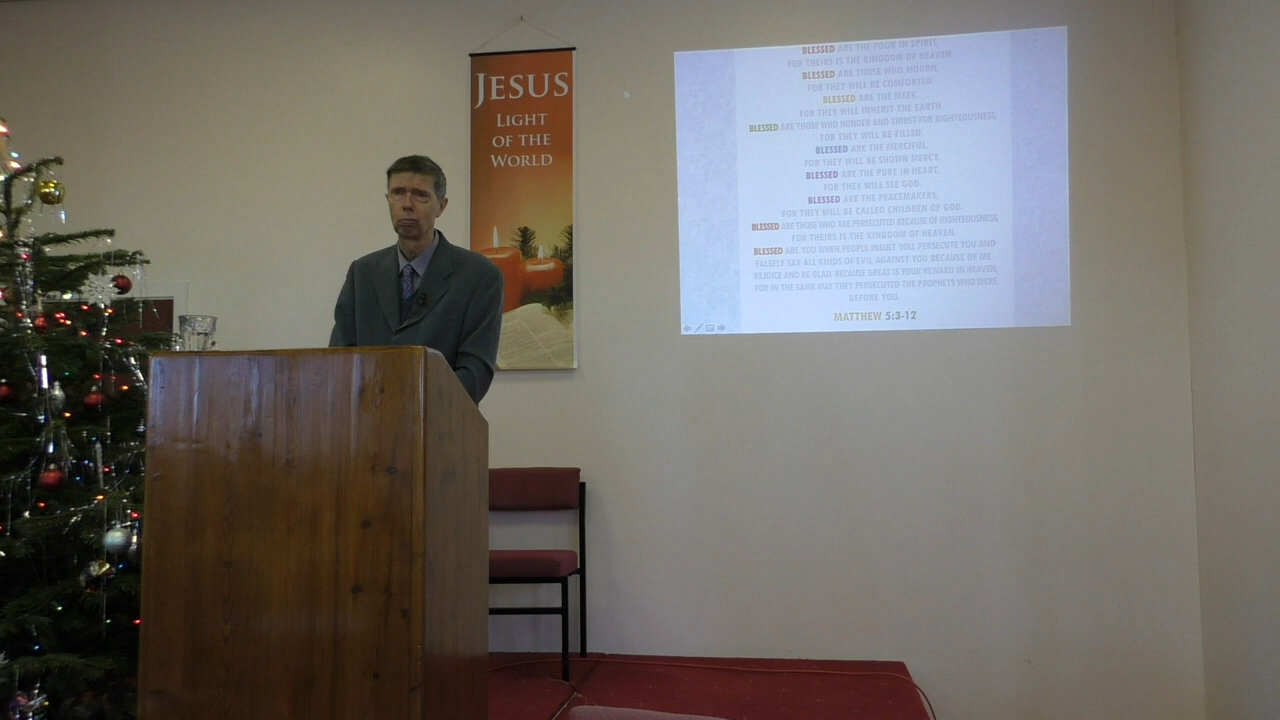 JESUS
LIGHT
OF THE
WORLD
BLESSED ARE THE POOR IN SPIRIT,
FOR THEIRS IS THE KINGDOM OF HEAVEN.
BLESSED ARE THOSE WHO MOURN,
FOR THEY WILL BE COMFORTED.
BLESSED ARE THE MEEK,
FOR THEY WILL INHERIT THE EARTH.
BLESSED ARE THOSE WHO HUNGER AND THIRST FOR RIGHTEOUSNESS,
FOR THEY WILL BE FILLED.
BLESSED ARE THE MERCIFUL,
FOR THEY WILL BE SHOWN MERCY.
BLESSED ARE THE PURE IN HEART,
FOR THEY WILL SEE GOD.
BLESSED ARE THE PEACEMAKERS,
FOR THEY WILL BE CALLED CHILDREN OF GOD.
BLESSED ARE THOSE WHO ARE PERSECUTED BECAUSE OF RIGHTEOUSNESS,
FOR THEIRS IS THE KINGDOM OF HEAVEN.
BLESSED ARE YOU WHEN PEOPLE INSULT YOU, PERSECUTE YOU AND
FALSELY SAY ALL KINDS OF EVIL AGAINST YOU BECAUSE OF ME.
REJOICE AND BE GLAD, BECAUSE GREAT IS YOUR REWARD IN HEAVEN,
FOR IN THE SAME WAY THEY PERSECUTED THE PROPHETS WHO WERE
BEFORE YOU.
MATTHEW 5:3-12